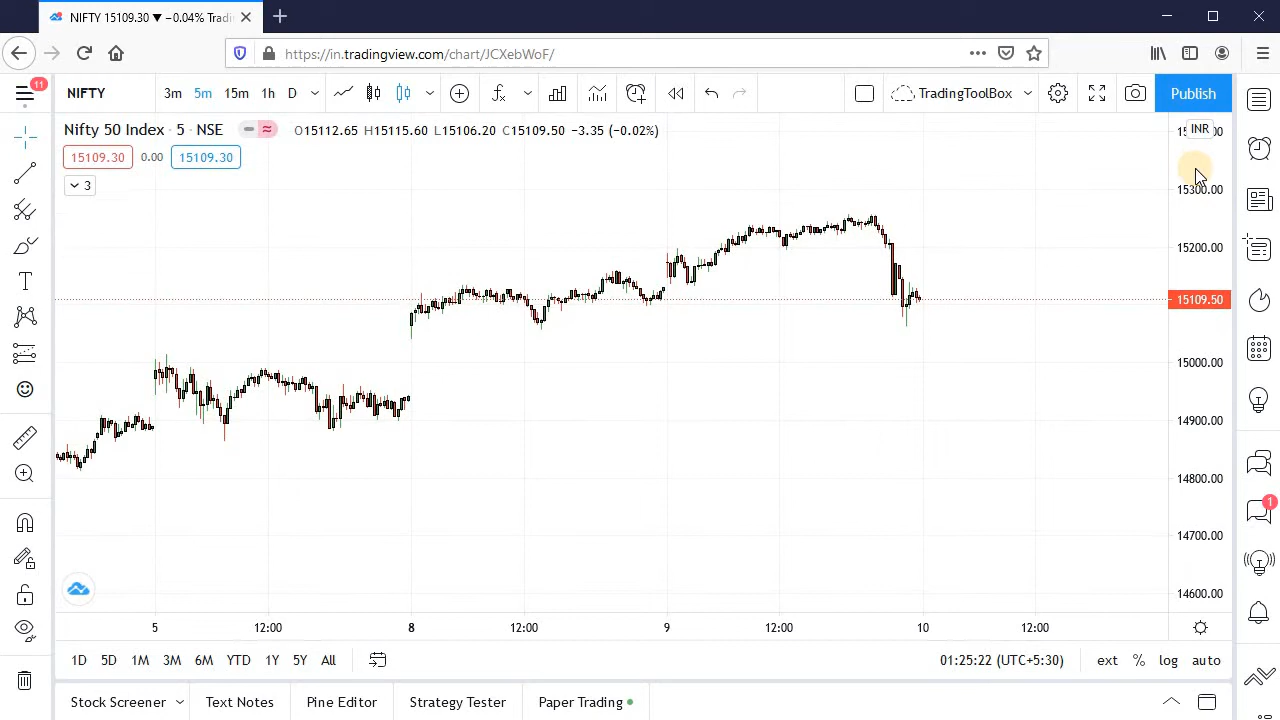 NIFTY 15109.30 ▼ −0.04% Tradi
https://in.tradingview.com/chart/JCXebWoF/
11
NIFTY 3m 5m 15m 1h D TradingToolBox Publish
Nifty 50 Index · 5 · NSE O15112.65 H15115.60 L15106.20 C15109.50 −3.35 (−0.02%)
INR
15109.30 0.00 15109.30
3
15300.00
15200.00
15109.50
15000.00
14900.00
14800.00
14700.00
14600.00
1
5 12:00 8 12:00 9 12:00 10 12:00
1D 5D 1M 3M 6M YTD 1Y 5Y All 01:25:22 (UTC+5:30) ext % log auto
Stock Screener Text Notes Pine Editor Strategy Tester Paper Trading